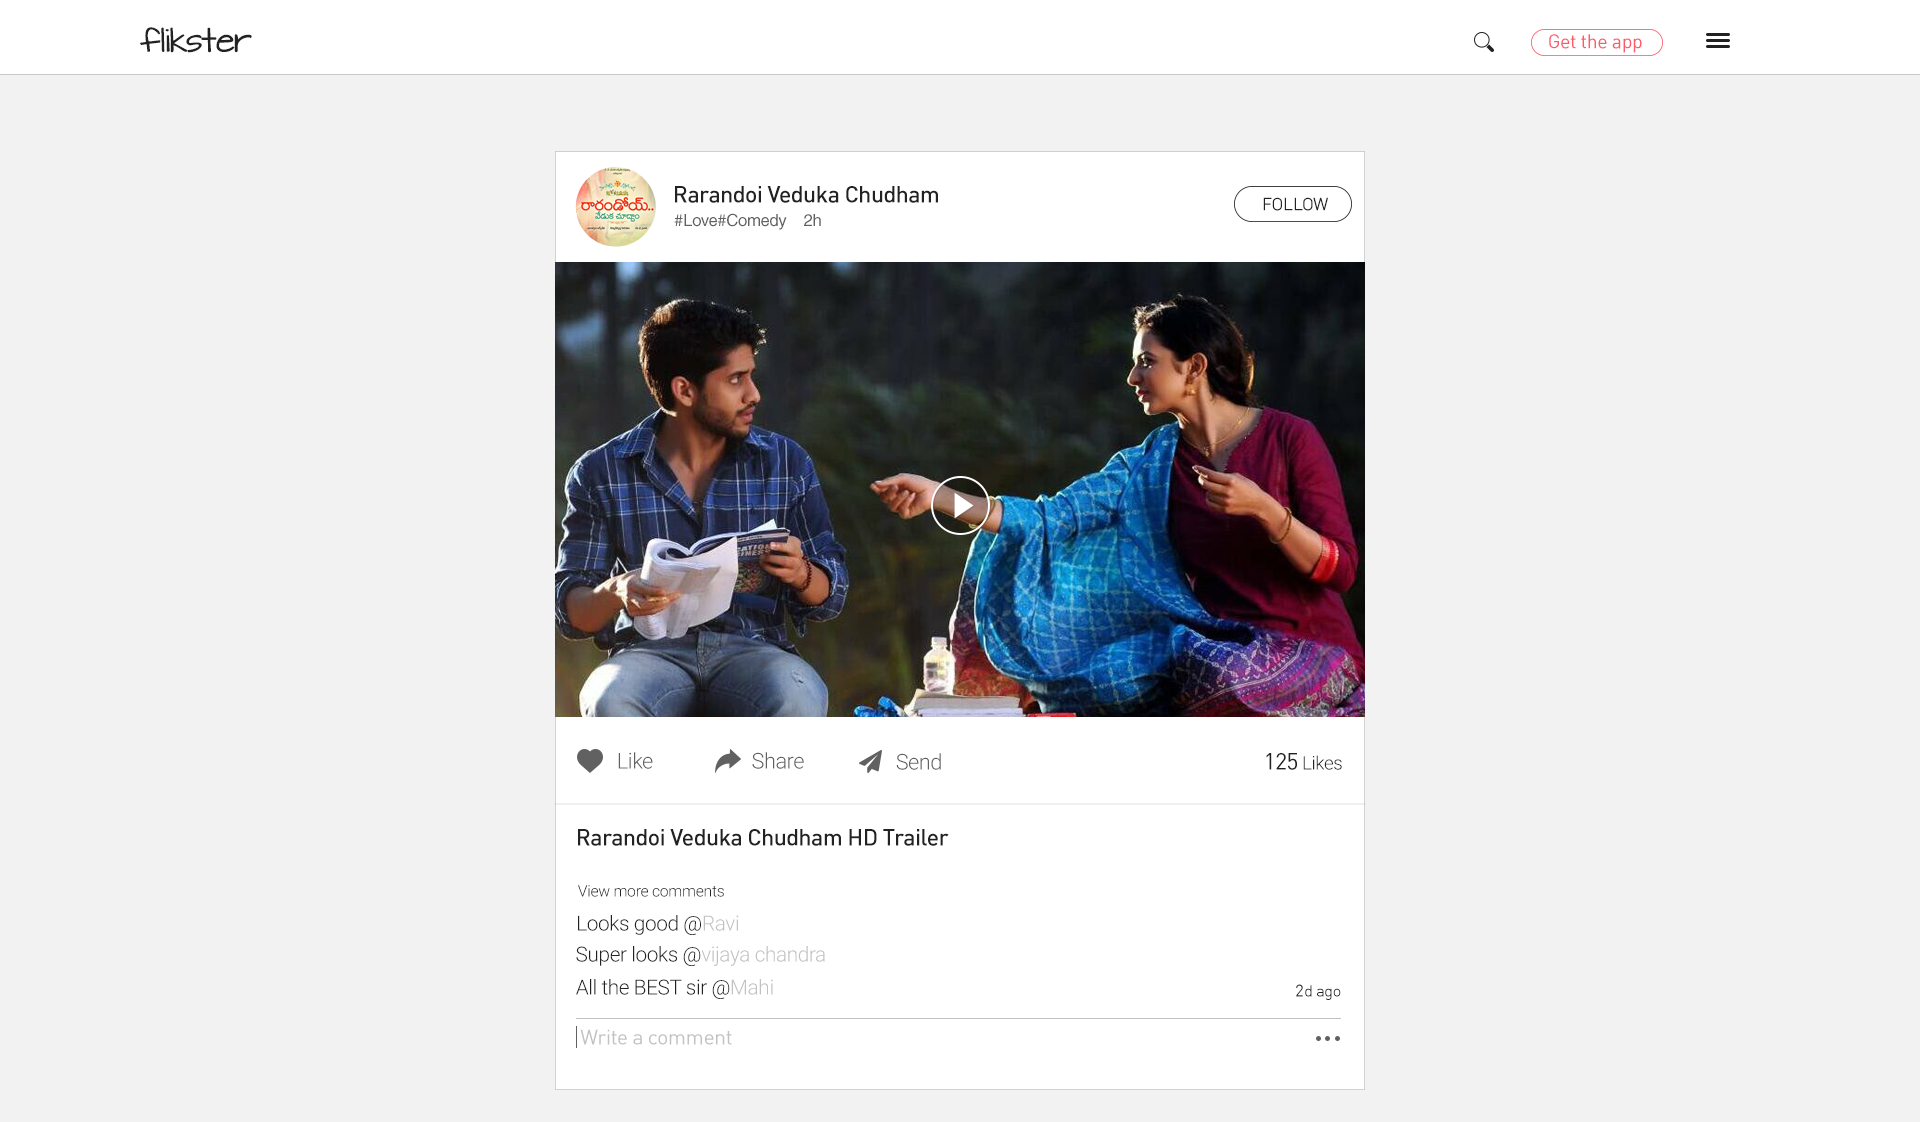 flikster
Get the app
రారండోయ్..
వేడుక చూద్దాం
Rarandoi Veduka Chudham
#Love#Comedy 2h
FOLLOW
Like
Share
Send
125 Likes
Rarandoi Veduka Chudham HD Trailer
View more comments
Looks good @Ravi
Super looks @vijaya chandra
All the BEST sir @Mahi
2d ago
Write a comment